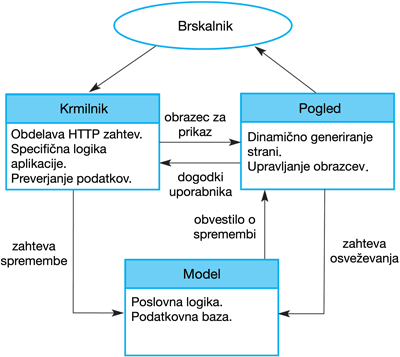 Brskalnik
Krmilnik
Obdelava HTTP zahtev.
Specifična logika
aplikacije.
Preverjanje podatkov.
obrazec za
prikaz
Pogled
Dinamično generiranje
strani.
Upravljanje obrazcev.
dogodki
uporabnika
zahteva
spremembe
obvestilo o
spremembi
zahteva
osveževanja
Model
Poslovna logika.
Podatkovna baza.